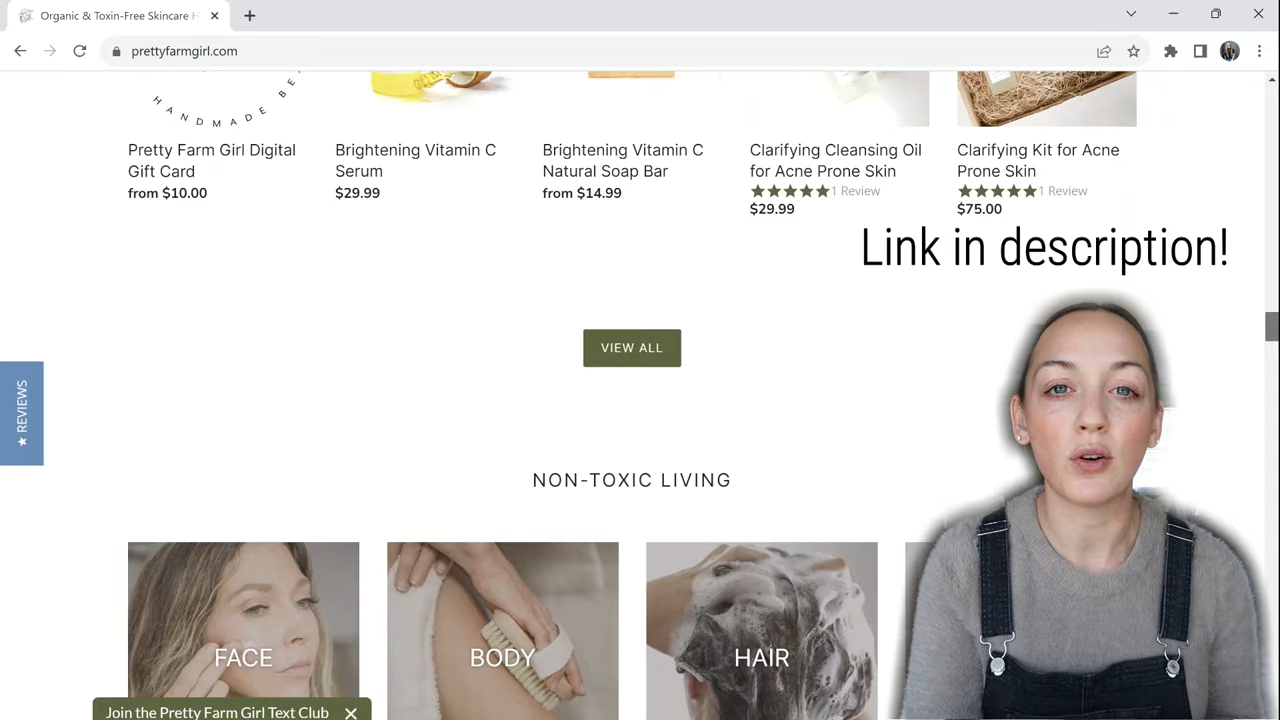 Organic & Toxin-Free Skincare H
prettyfarmgirl.com
HANDMADE BE
Pretty Farm Girl Digital
Gift Card
from $10.00
Brightening Vitamin C
Serum
$29.99
Brightening Vitamin C
Natural Soap Bar
from $14.99
Clarifying Cleansing Oil
for Acne Prone Skin
★★★★★ 1 Review
$29.99
Clarifying Kit for Acne
Prone Skin
★★★★★ 1 Review
$75.00
Link in description!
VIEW ALL
★ REVIEWS
NON-TOXIC LIVING
FACE
BODY
HAIR
Join the Pretty Farm Girl Text Club